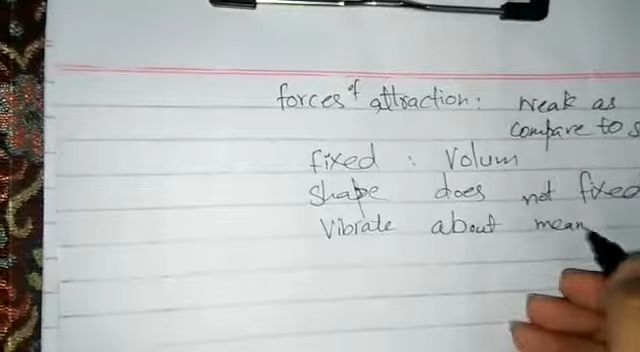 forces of attraction: weak as
compare to s
fixed : Volum
shape does not fixed
Vibrate about mean